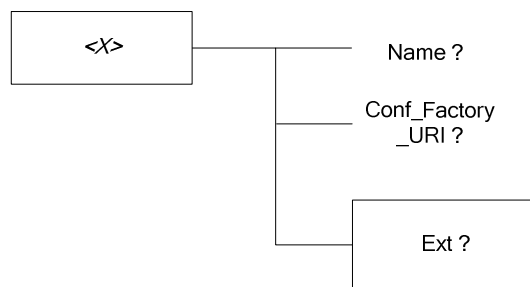 <X>
Name ?
Conf_Factory
_URI ?
Ext ?